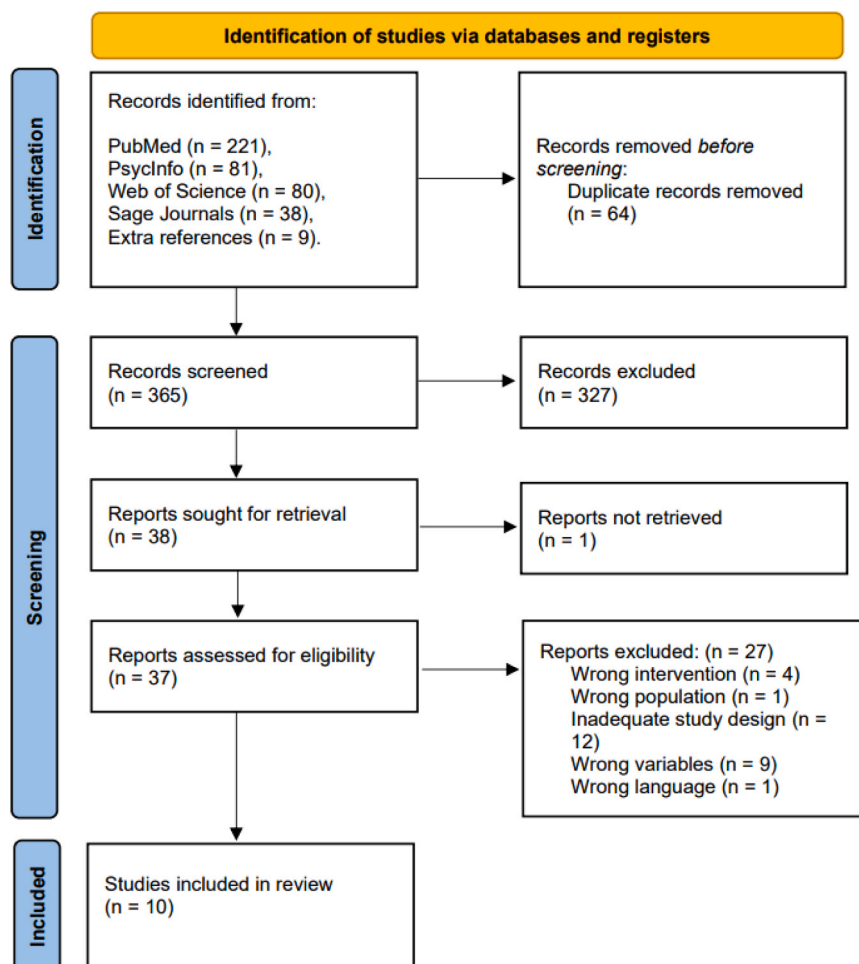 Identification of studies via databases and registers
Identification
Records identified from:
PubMed (n = 221),
PsycInfo (n = 81),
Web of Science (n = 80),
Sage Journals (n = 38),
Extra references (n = 9).
Records removed before
screening:
Duplicate records removed
(n = 64)
Screening
Records screened
(n = 365)
Records excluded
(n = 327)
Reports sought for retrieval
(n = 38)
Reports not retrieved
(n = 1)
Reports assessed for eligibility
(n = 37)
Reports excluded: (n = 27)
Wrong intervention (n = 4)
Wrong population (n = 1)
Inadequate study design (n =
12)
Wrong variables (n = 9)
Wrong language (n = 1)
Included
Studies included in review
(n = 10)